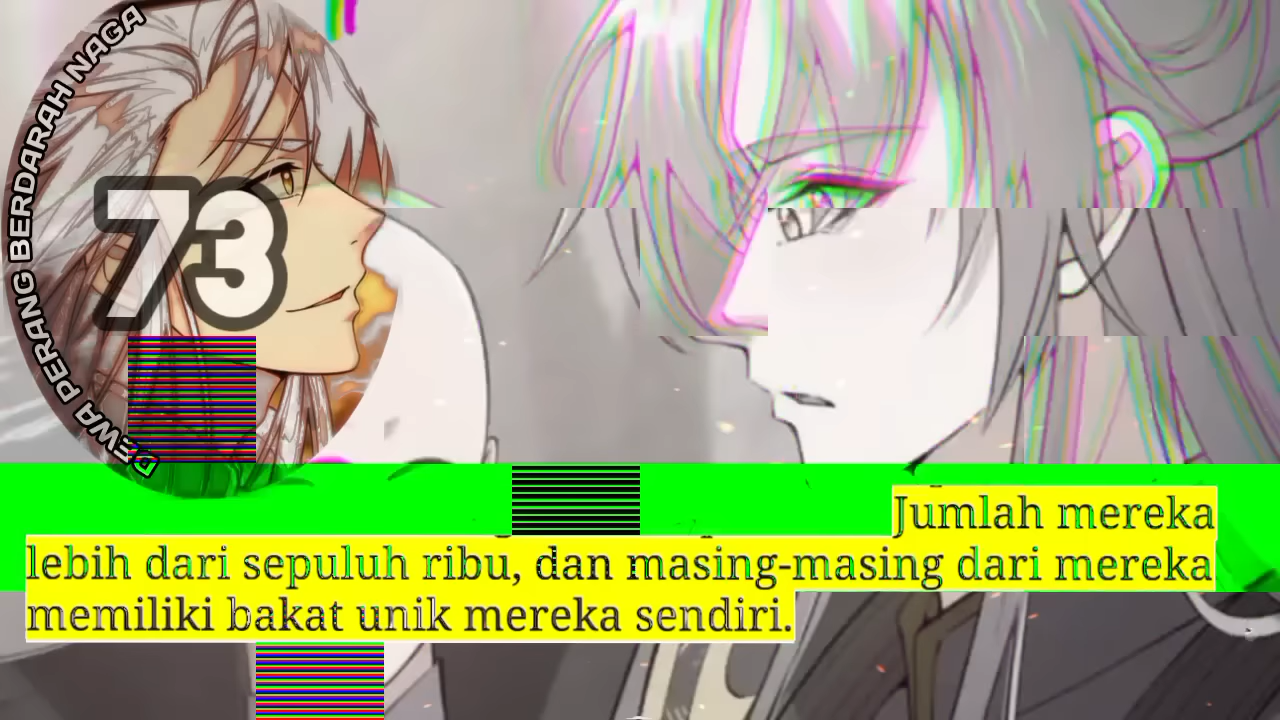 DEWA PERANG BERDARAH NAGA
73
Jumlah mereka
lebih dari sepuluh ribu, dan masing-masing dari mereka
memiliki bakat unik mereka sendiri.